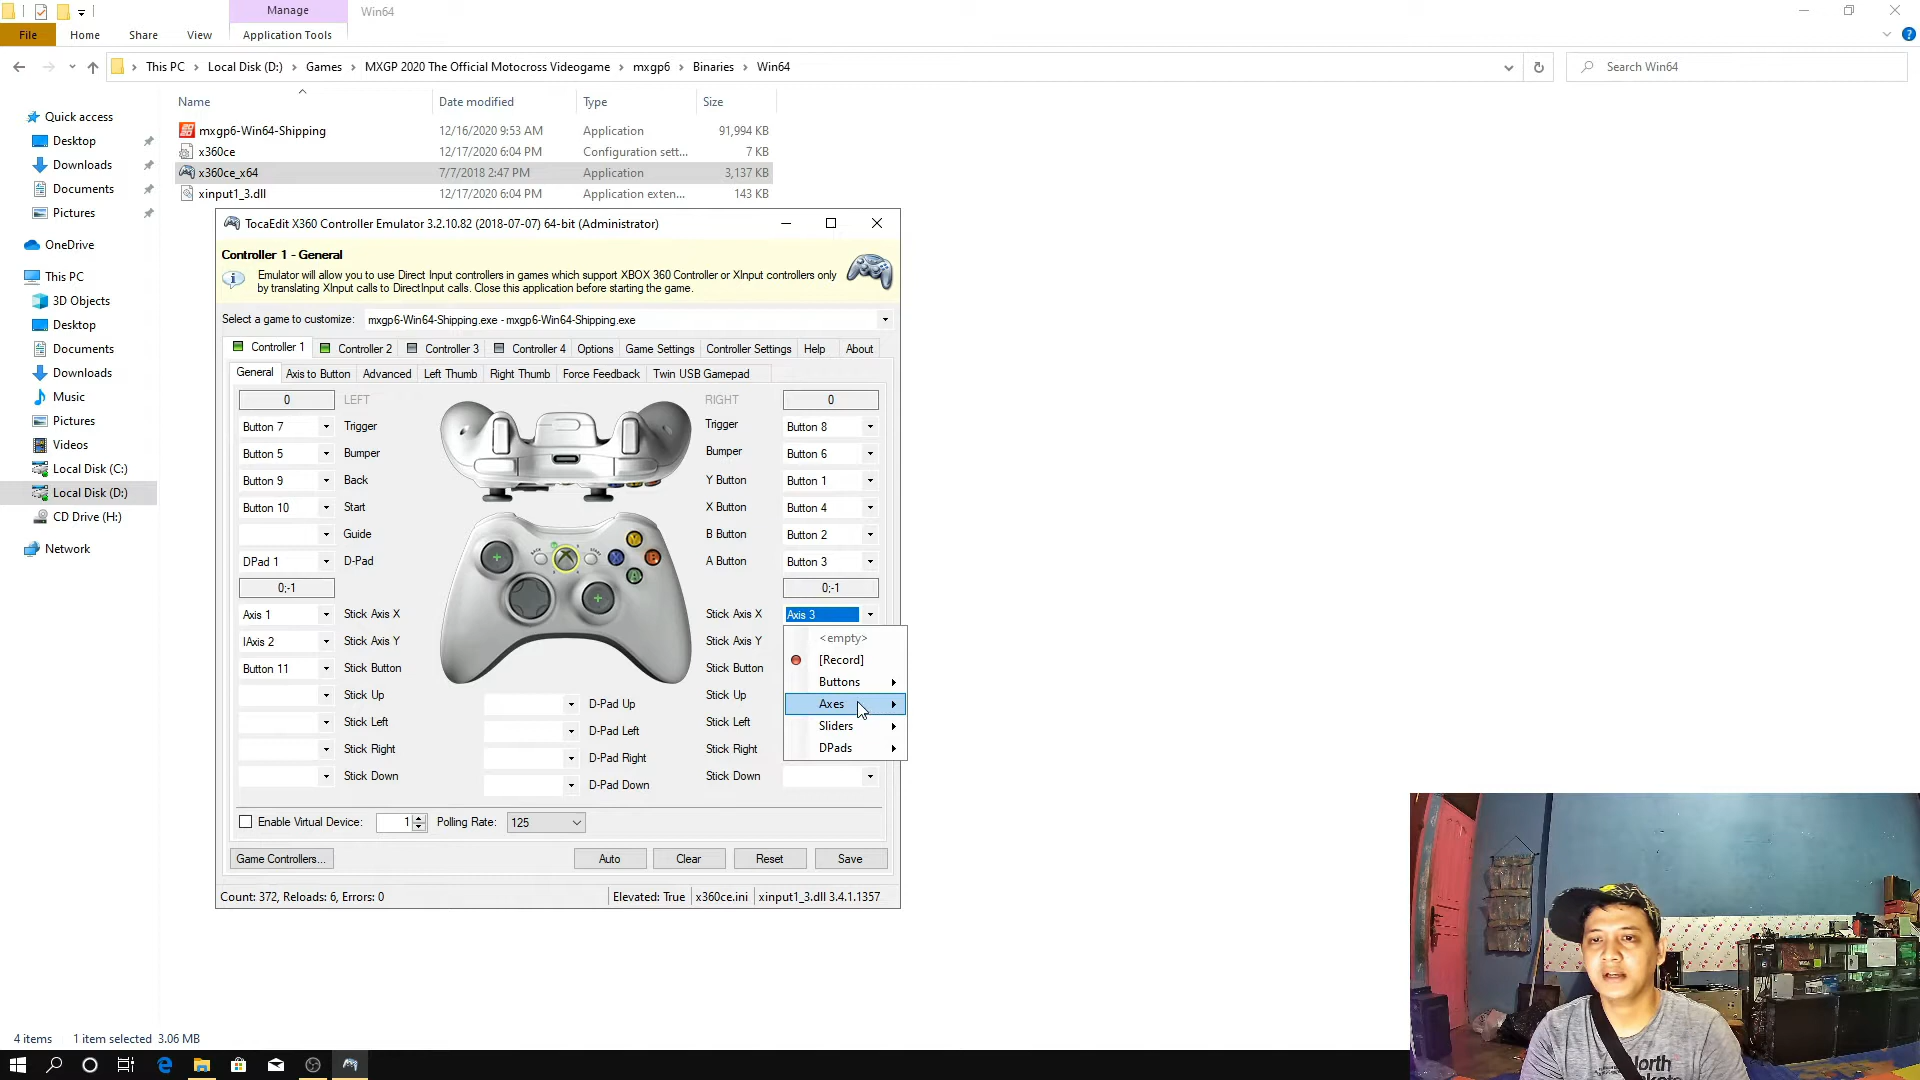 Manage
Win64
File
Home
Share
View
Application Tools
This PC
Local Disk (D:)
Games
MXGP 2020 The Official Motocross Videogame
mxgp6
Binaries
Win64
Search Win64
Name
Date modified
Type
Size
mxgp6-Win64-Shipping 12/16/2020 9:53 AM Application 91,994 KB
x360ce 12/17/2020 6:04 PM Configuration sett... 7 KB
x360ce_x64 7/7/2018 2:47 PM Application 3,137 KB
xinput1_3.dll 12/17/2020 6:04 PM Application exten... 143 KB
Quick access
Desktop
Downloads
Documents
Pictures
OneDrive
This PC
3D Objects
Desktop
Documents
Downloads
Music
Pictures
Videos
Local Disk (C:)
Local Disk (D:)
CD Drive (H:)
Network
TocaEdit X360 Controller Emulator 3.2.10.82 (2018-07-07) 64-bit (Administrator)
Controller 1 - General
Emulator will allow you to use Direct Input controllers in games which support XBOX 360 Controller or XInput controllers only
by translating XInput calls to DirectInput calls. Close this application before starting the game.
Select a game to customize: mxgp6-Win64-Shipping.exe - mxgp6-Win64-Shipping.exe
Controller 1
Controller 2
Controller 3
Controller 4
Options
Game Settings
Controller Settings
Help
About
General
Axis to Button
Advanced
Left Thumb
Right Thumb
Force Feedback
Twin USB Gamepad
0 LEFT
Button 7 Trigger
Button 5 Bumper
Button 9 Back
Button 10 Start
Guide
DPad 1 D-Pad
0;-1
Axis 1 Stick Axis X
IAxis 2 Stick Axis Y
Button 11 Stick Button
Stick Up
Stick Left
Stick Right
Stick Down
BACK
START
Y
X
B
A
D-Pad Up
D-Pad Left
D-Pad Right
D-Pad Down
RIGHT 0
Trigger Button 8
Bumper Button 6
Y Button Button 1
X Button Button 4
B Button Button 2
A Button Button 3
0;-1
Stick Axis X Axis 3
Stick Axis Y
Stick Button
Stick Up
Stick Left
Stick Right
Stick Down
<empty>
[Record]
Buttons
Axes
Sliders
DPads
Enable Virtual Device: 1
Polling Rate: 125
Game Controllers...
Auto
Clear
Reset
Save
Count: 372, Reloads: 6, Errors: 0
Elevated: True
x360ce.ini
xinput1_3.dll 3.4.1.1357
4 items
1 item selected 3.06 MB